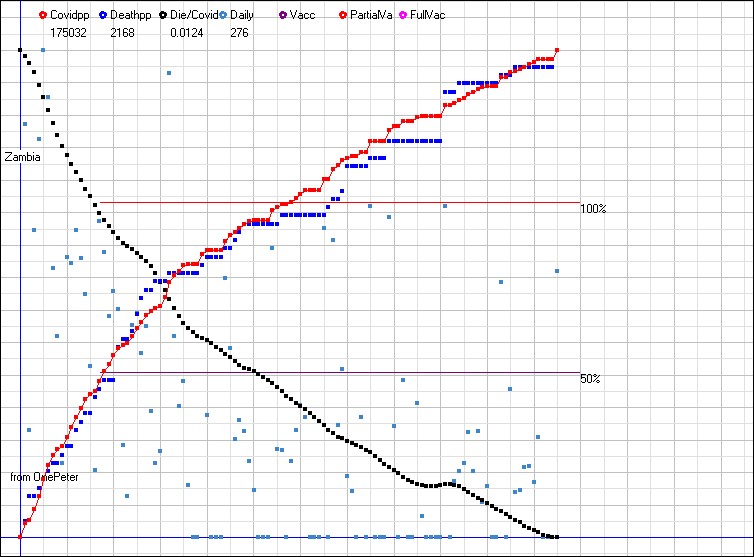 Covidpp Deathpp Die/Covid Daily Vacc PartialVa FullVac
175032 2168 0.0124 276
Zambia
100%
50%
from OnePeter